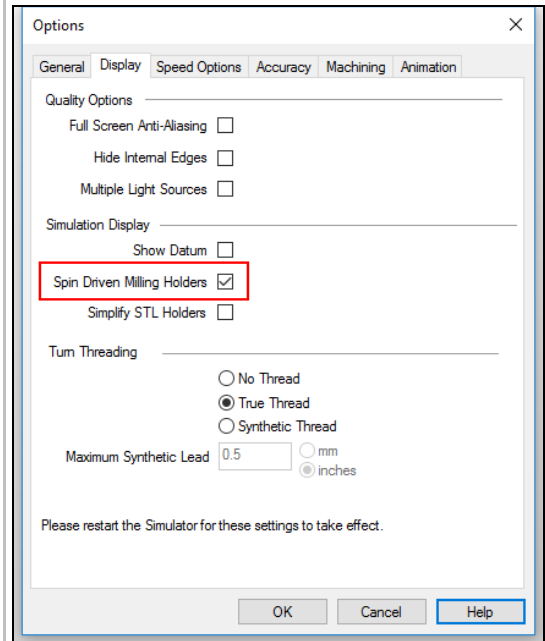 Options
General Display Speed Options Accuracy Machining Animation
Quality Options
Full Screen Anti-Aliasing
Hide Internal Edges
Multiple Light Sources
Simulation Display
Show Datum
Spin Driven Milling Holders
Simplify STL Holders
Turn Threading
No Thread
True Thread
Synthetic Thread
Maximum Synthetic Lead 0.5 mm
inches
Please restart the Simulator for these settings to take effect.
OK Cancel Help